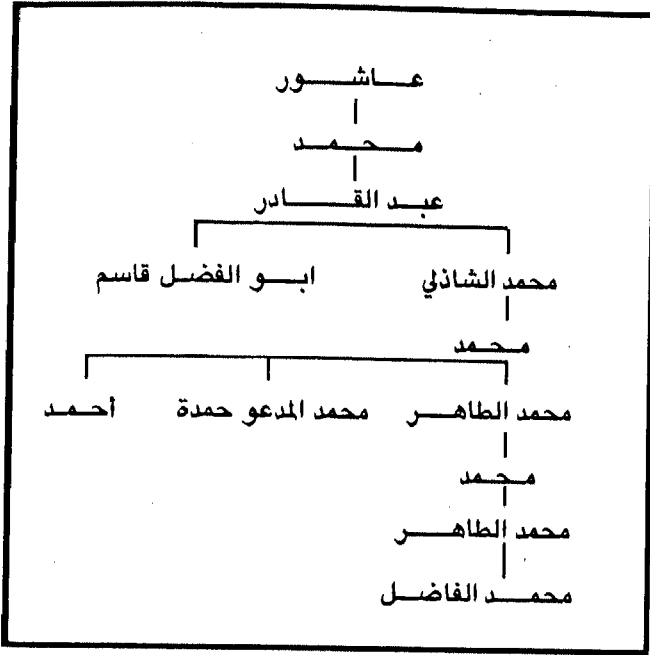 عاشور
محمد
عبد القادر
محمد الشاذلي ابو الفضل قاسم
محمد
محمد الطاهر محمد المدعو حمدة أحمد
محمد
محمد الطاهر
محمد الفاضل